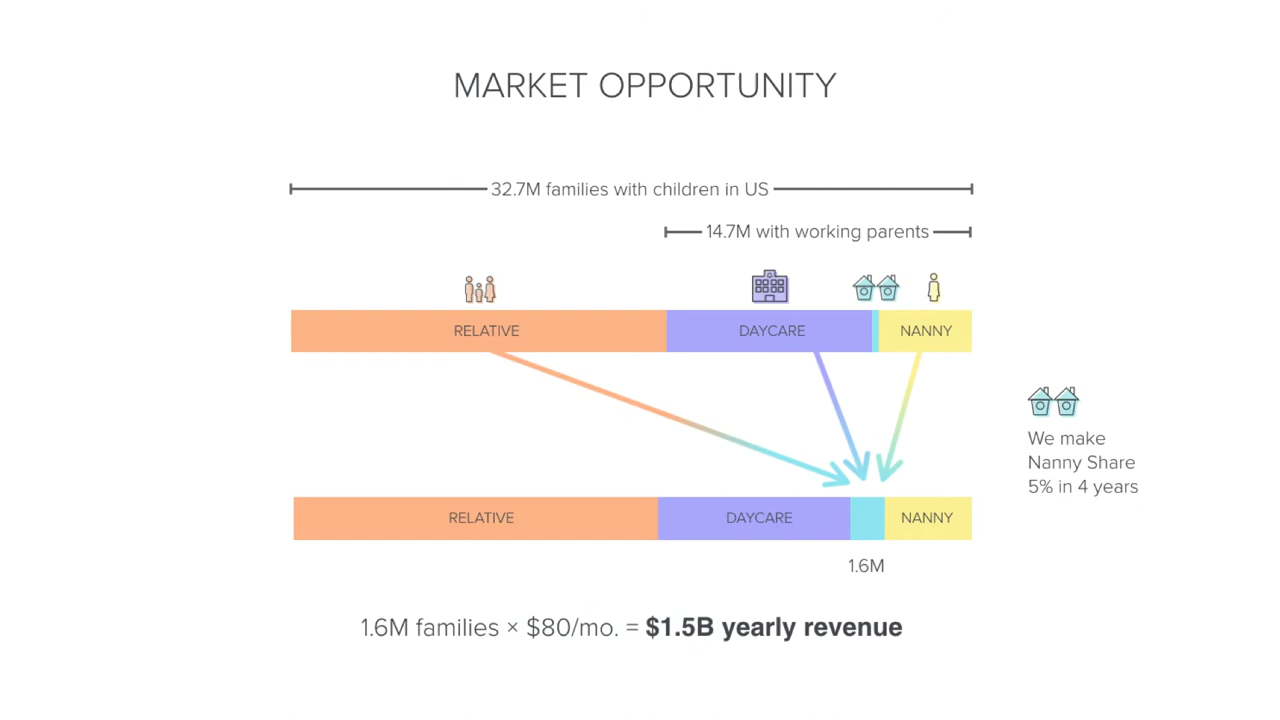 MARKET OPPORTUNITY
32.7M families with children in US
14.7M with working parents
RELATIVE
DAYCARE
NANNY
We make
Nanny Share
5% in 4 years
RELATIVE
DAYCARE
NANNY
1.6M
1.6M families × $80/mo. = $1.5B yearly revenue